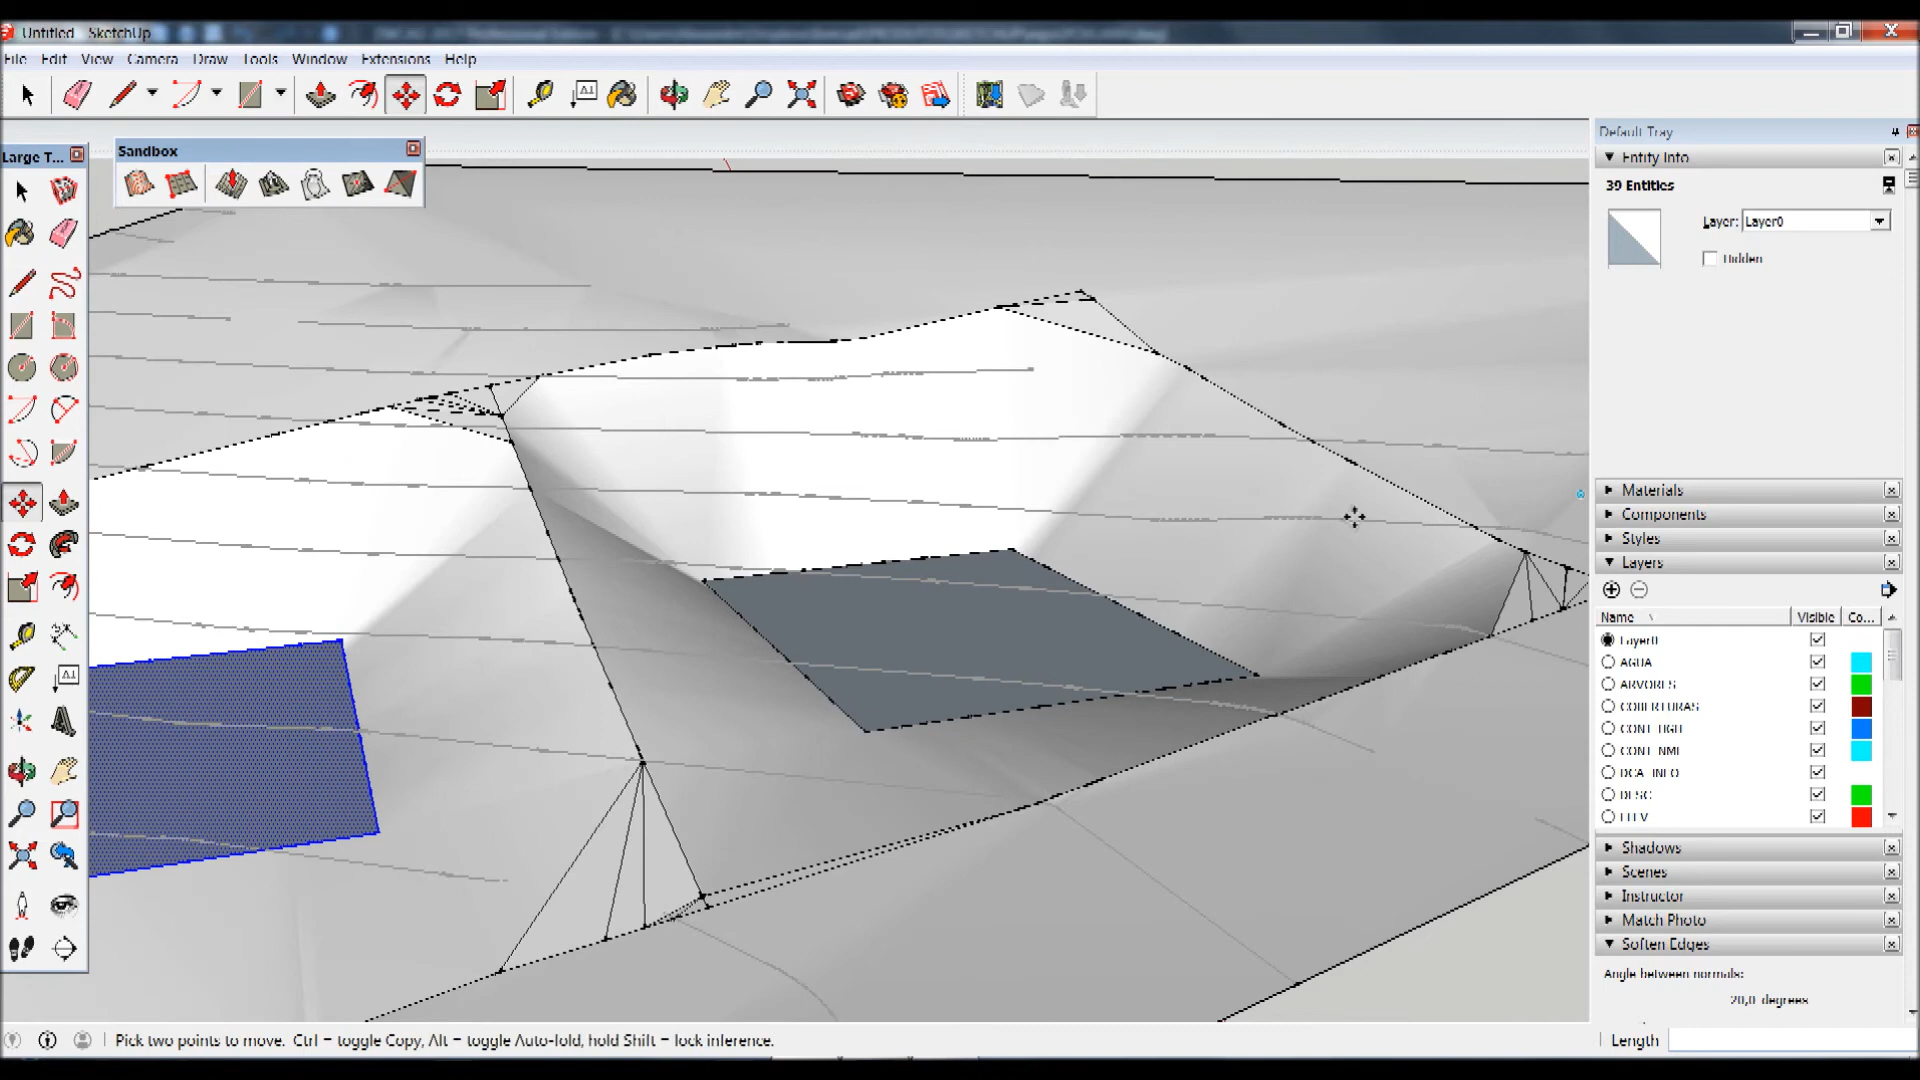 Untitled - SketchUp
File Edit View Camera Draw Tools Window Extensions Help
Large T...
Sandbox
Default Tray
Entity Info
39 Entities
Layer: Layer0
Hidden
Materials
Components
Styles
Layers
Name Visible Co...
Layer0
AGUA
ARVORES
COBERTURAS
DESC
Shadows
Scenes
Instructor
Match Photo
Soften Edges
Angle between normals:
20,0 degrees
Pick two points to move. Ctrl = toggle Copy, Alt = toggle Auto-fold, hold Shift = lock inference.
Length